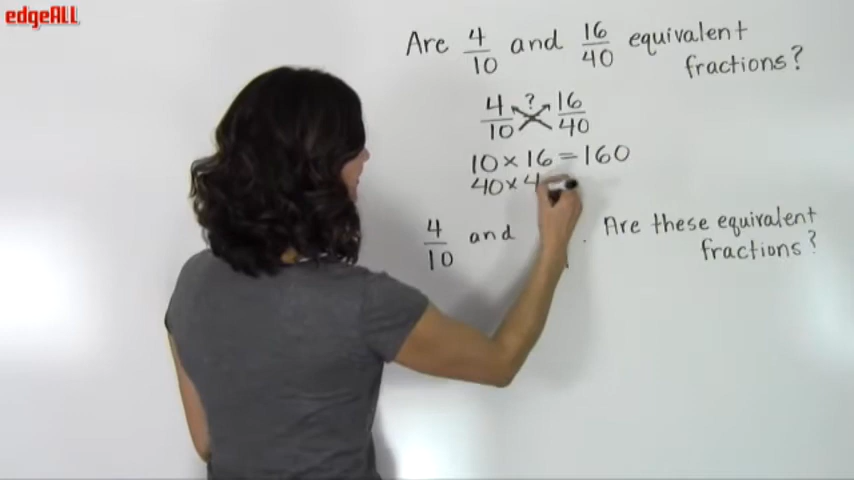 edgeALL
Are 4/10 and 16/40 equivalent
fractions?
4/10 ? 16/40
10 × 16 = 160
40 × 4
4/10 and
. Are these equivalent
fractions?